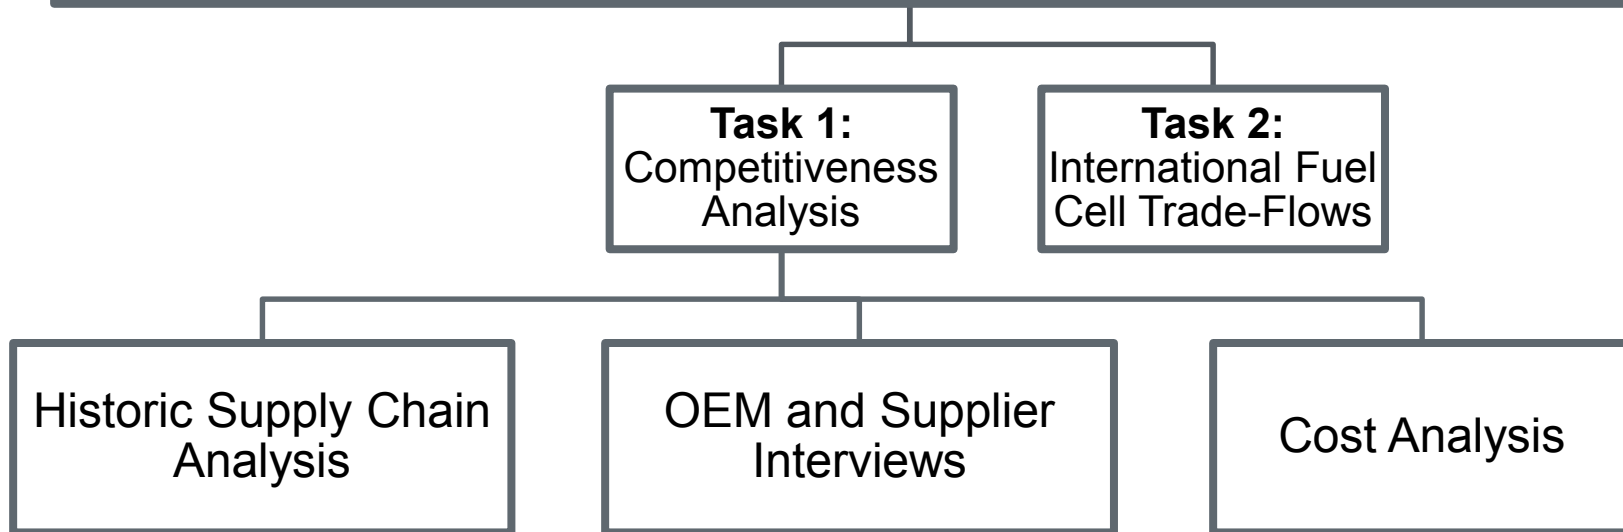 Task 1:
Competitiveness
Analysis
Task 2:
International Fuel
Cell Trade-Flows
Historic Supply Chain
Analysis
OEM and Supplier
Interviews
Cost Analysis